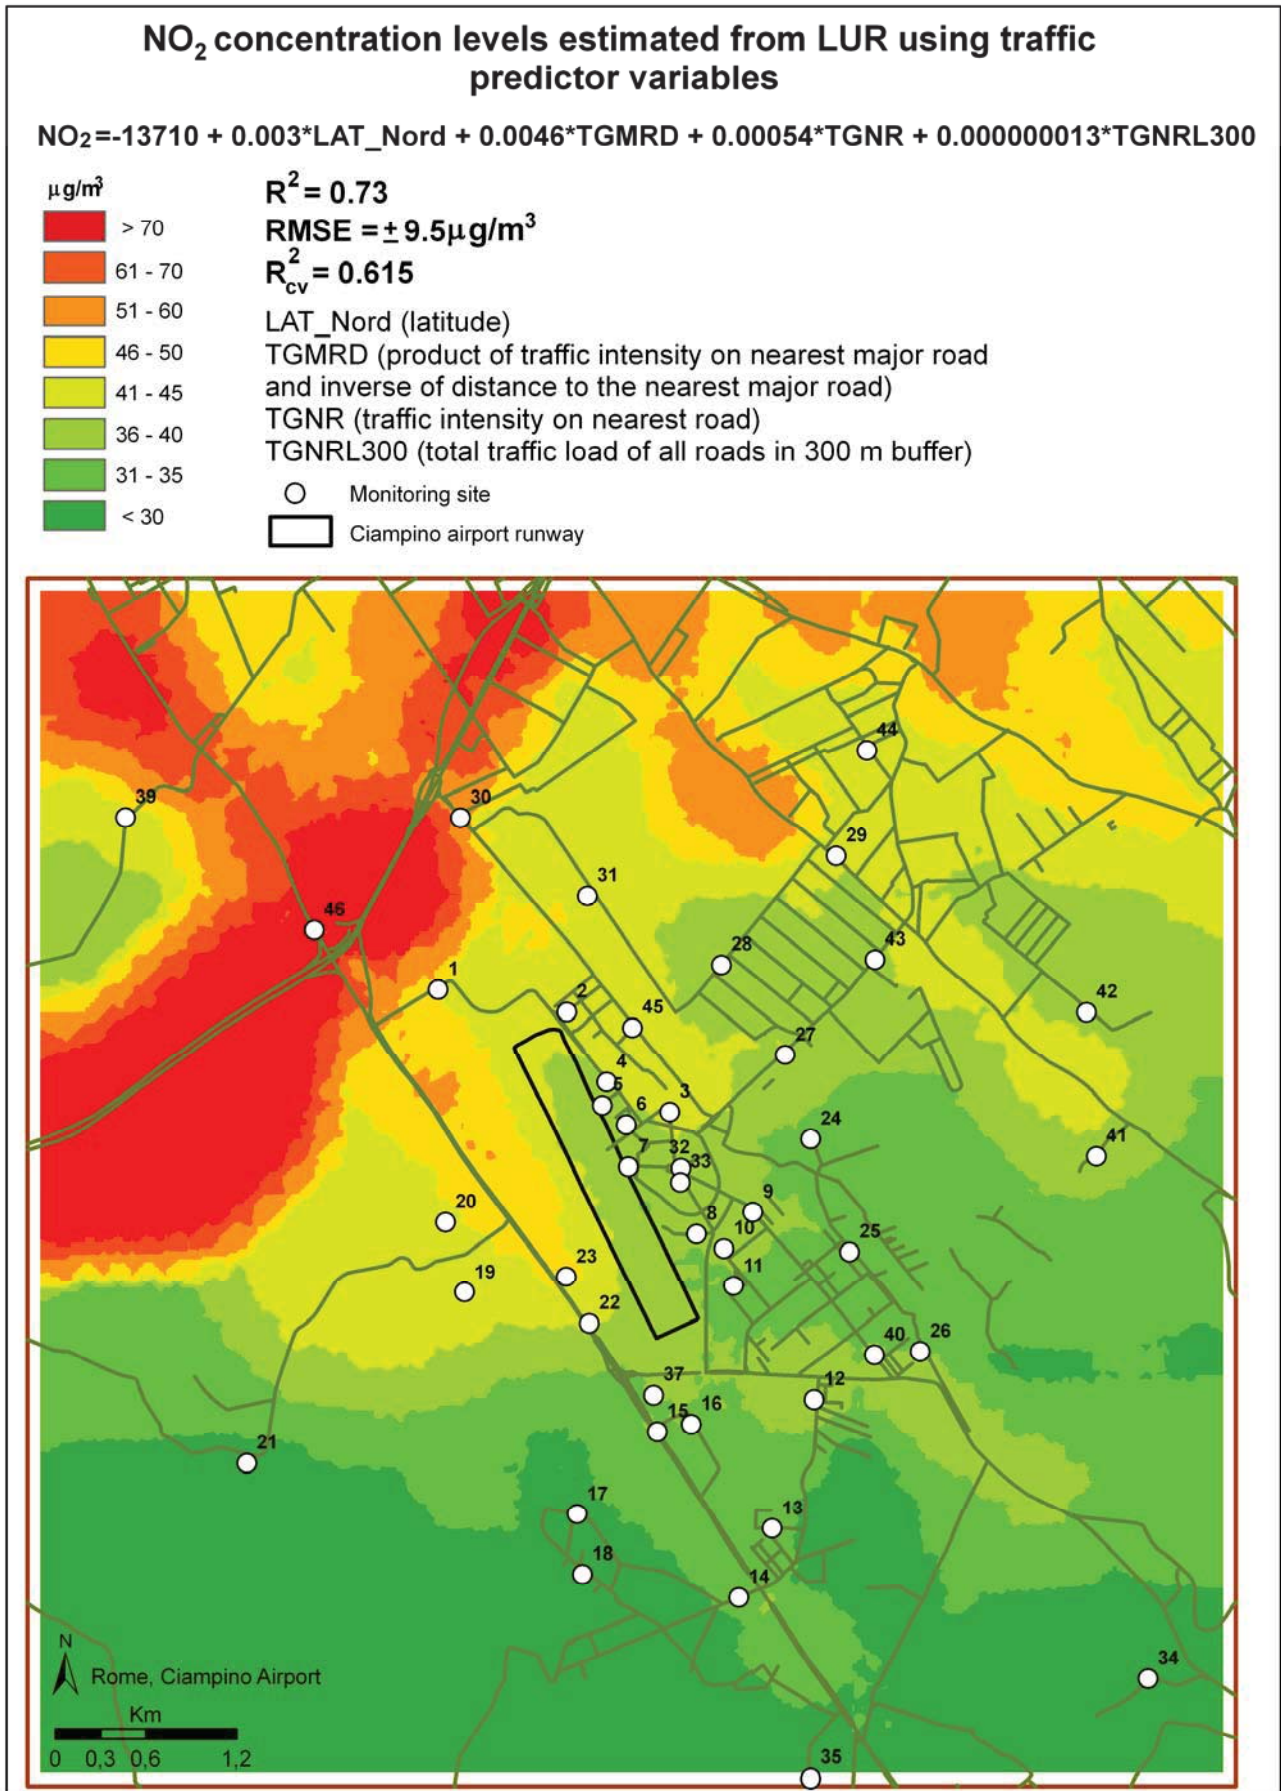 NO2 concentration levels estimated from LUR using traffic
predictor variables
NO2=-13710 + 0.003*LAT_Nord + 0.0046*TGMRD + 0.00054*TGNR + 0.000000013*TGNRL300
µg/m3
> 70
61 - 70
51 - 60
46 - 50
41 - 45
36 - 40
31 - 35
< 30
R2 = 0.73
RMSE = ± 9.5µg/m3
R2cv = 0.615
LAT_Nord (latitude)
TGMRD (product of traffic intensity on nearest major road
and inverse of distance to the nearest major road)
TGNR (traffic intensity on nearest road)
TGNRL300 (total traffic load of all roads in 300 m buffer)
Monitoring site
Ciampino airport runway
44
39
30
29
31
46
28
43
1
2
45
42
27
4
5
3
6
24
41
7
32
33
20
9
8
10
25
23
11
19
22
40
26
37
12
16
15
21
17
13
18
14
34
35
N
Rome, Ciampino Airport
Km
0 0,3 0,6 1,2